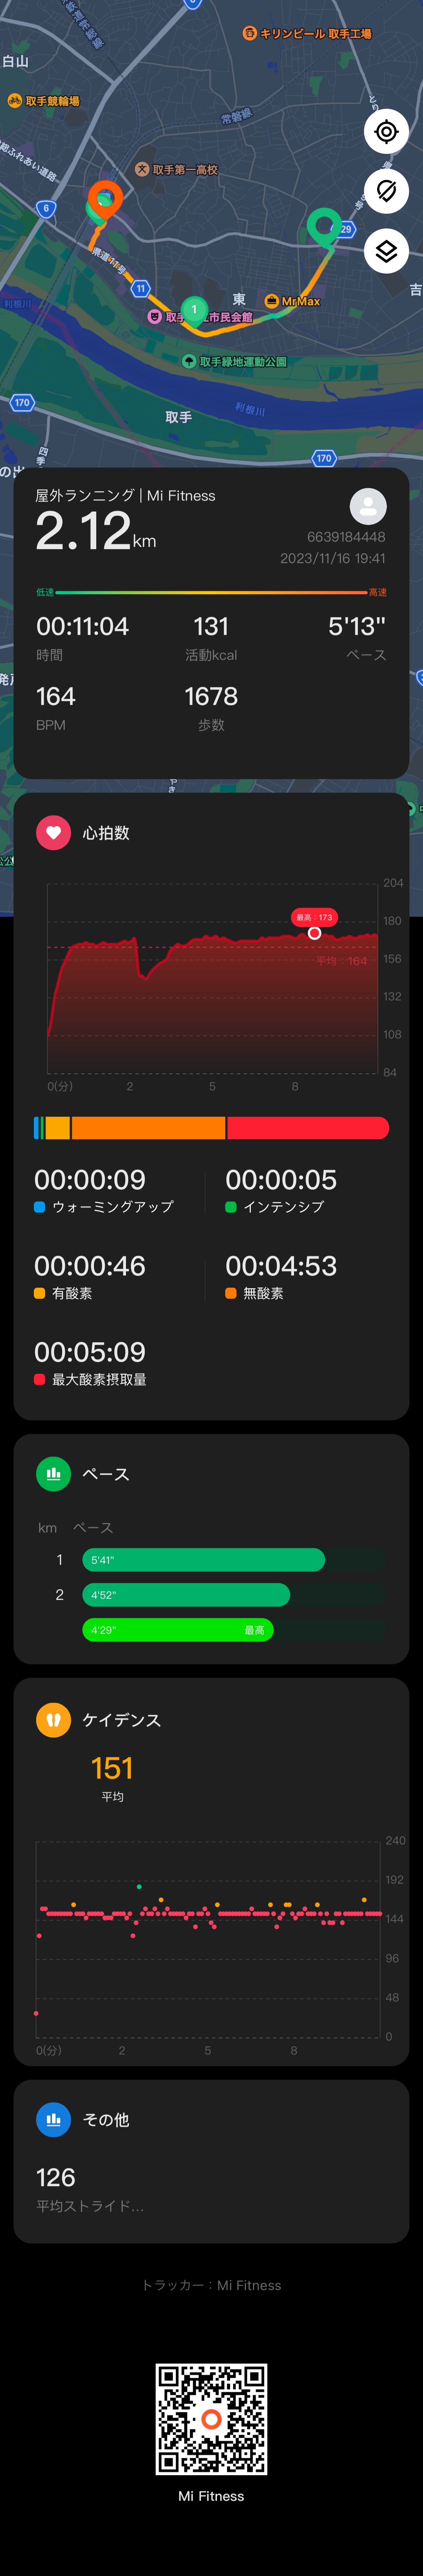 キリンビール 取手工場
白山
取手競輪場
常磐線
取手第一高校
6
29
県道11号
11
東
MrMax
吉
1
取手緑地運動公園
利根川
利根川
170
取手
四季
170
屋外ランニング | Mi Fitness
2.12km
6639184448
2023/11/16 19:41
低速
高速
00:11:04
131
5'13"
時間
活動kcal
ペース
164
1678
BPM
歩数
心拍数
204
最高：173
180
平均：164
156
132
108
84
0(分)
2
5
8
00:00:09
00:00:05
ウォーミングアップ
インテンシブ
00:00:46
00:04:53
有酸素
無酸素
00:05:09
最大酸素摂取量
ペース
km ペース
1 5'41"
2 4'52"
4'29" 最高
ケイデンス
151
平均
240
192
144
96
48
0
0(分)
2
5
8
その他
126
平均ストライド...
トラッカー：Mi Fitness
Mi Fitness